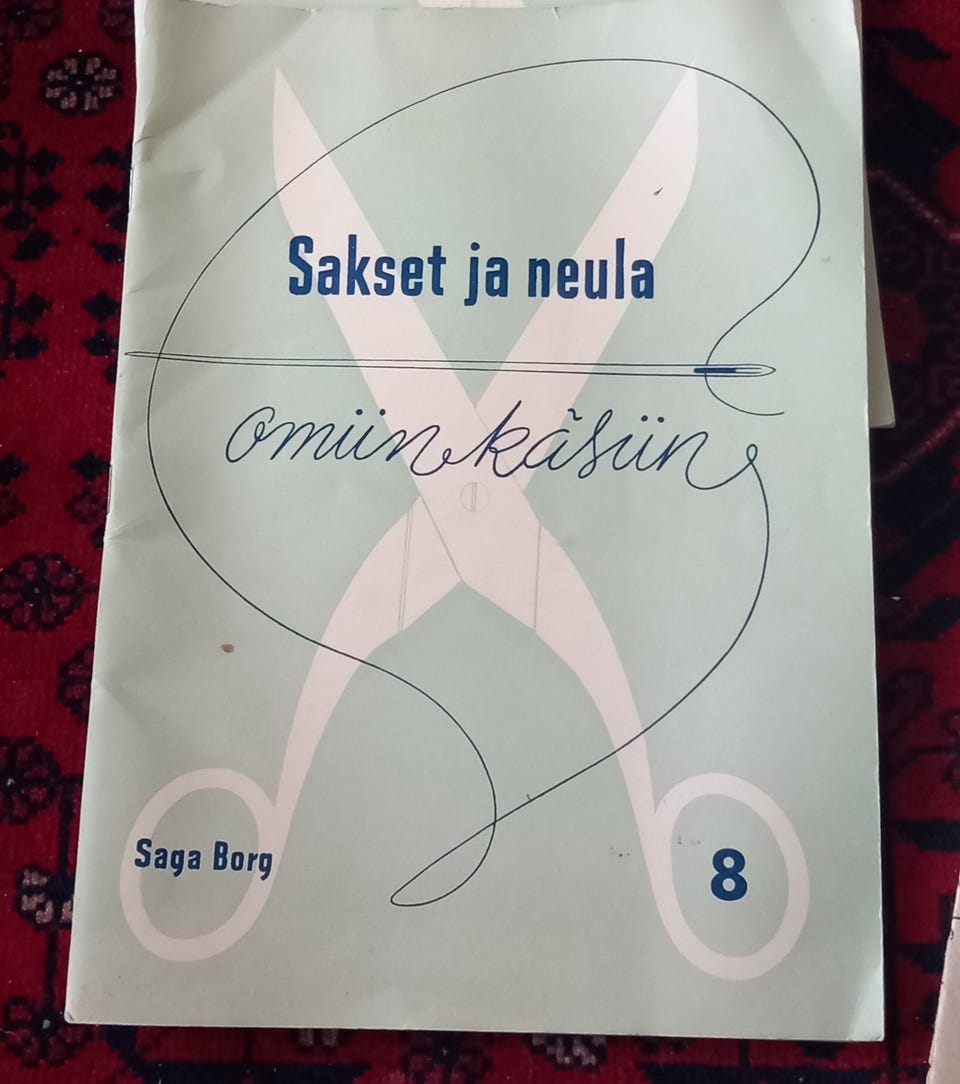 Sakset ja neula
omiin käsiin
Saga Borg
8